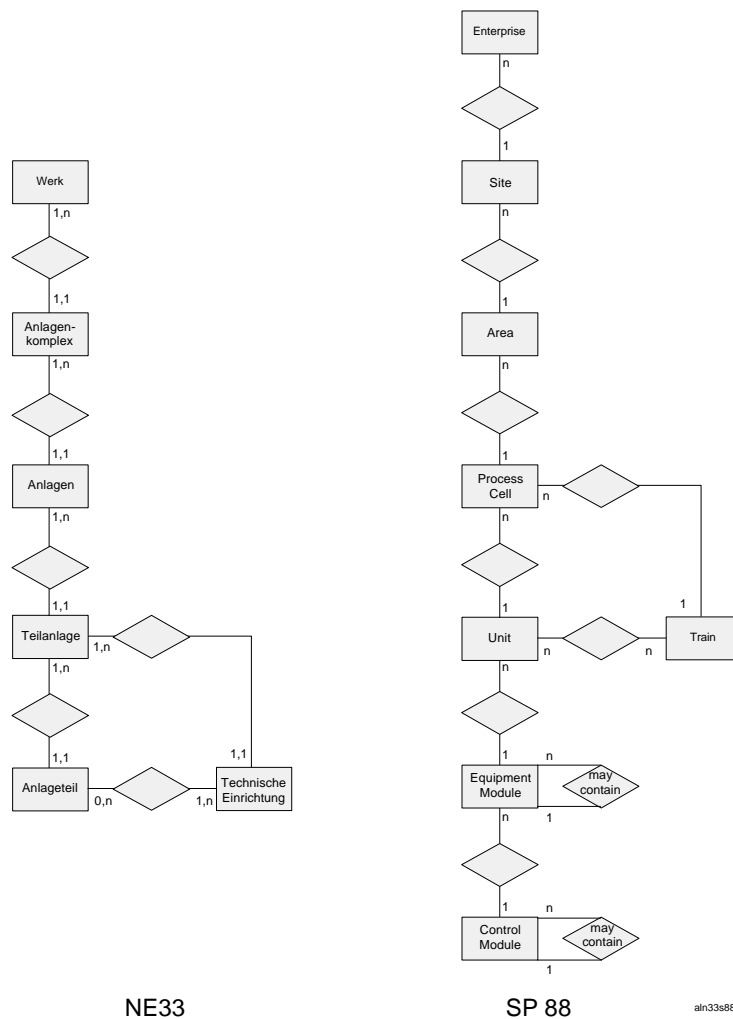 Enterprise
n
1
Werk
Site
1,n
n
1,1
1
Anlagen-
komplex
Area
1,n
n
1,1
1
Anlagen
Process
Cell
n
1,n
n
1,1
1
1
Teilanlage
1,n
Unit
n
n
Train
1,n
n
1,1
1,1
1
n
Anlageteil
0,n
1,n
Technische
Einrichtung
Equipment
Module
may
contain
n
1
1
n
Control
Module
may
contain
1
NE33
SP 88
aln33s88